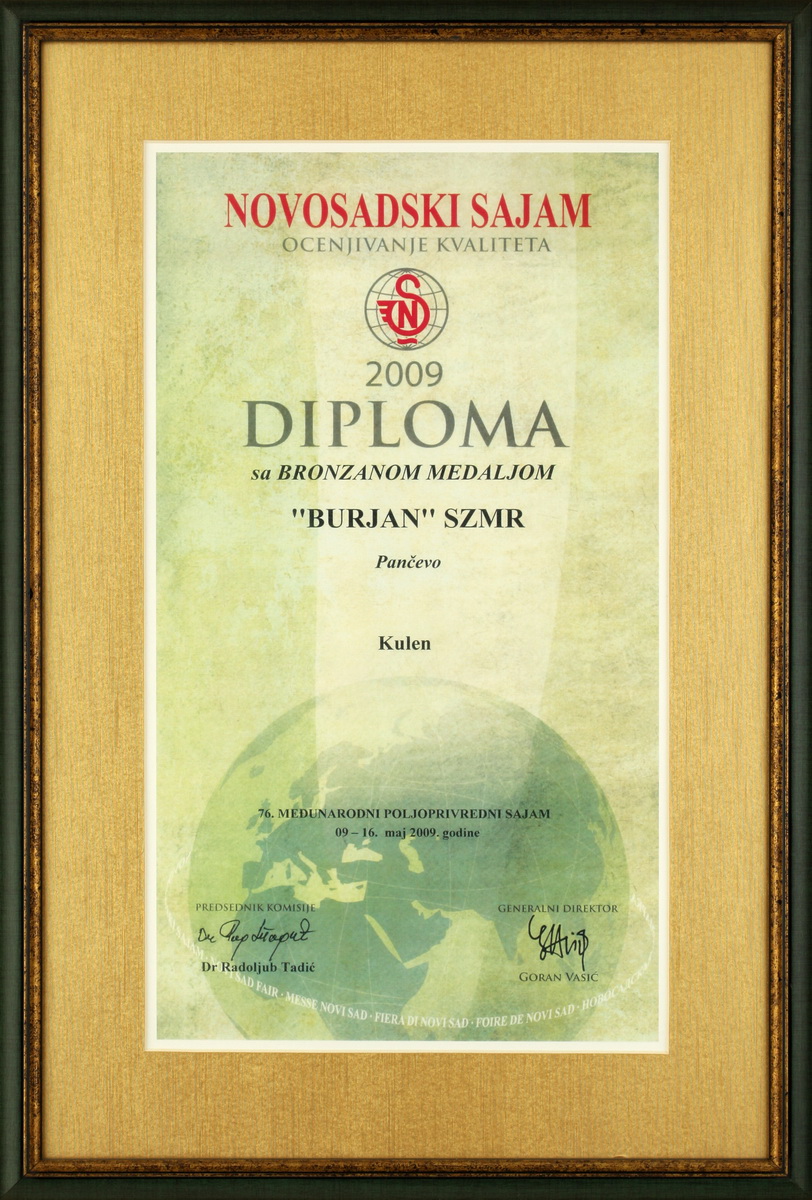 NOVOSADSKI SAJAM
OCENJIVANJE KVALITETA
2009
DIPLOMA
sa BRONZANOM MEDALJOM
"BURJAN" SZMR
Pančevo
Kulen
76. MEĐUNARODNI POLJOPRIVREDNI SAJAM
09 – 16. maj 2009. godine
PREDSEDNIK KOMISIJE
Dr Radoljub Tadić
GENERALNI DIREKTOR
GORAN VASIĆ
SAD FAIR · MESSE NOVI SAD · FIERA DI NOVI SAD · FOIRE DE NOVI SAD ·